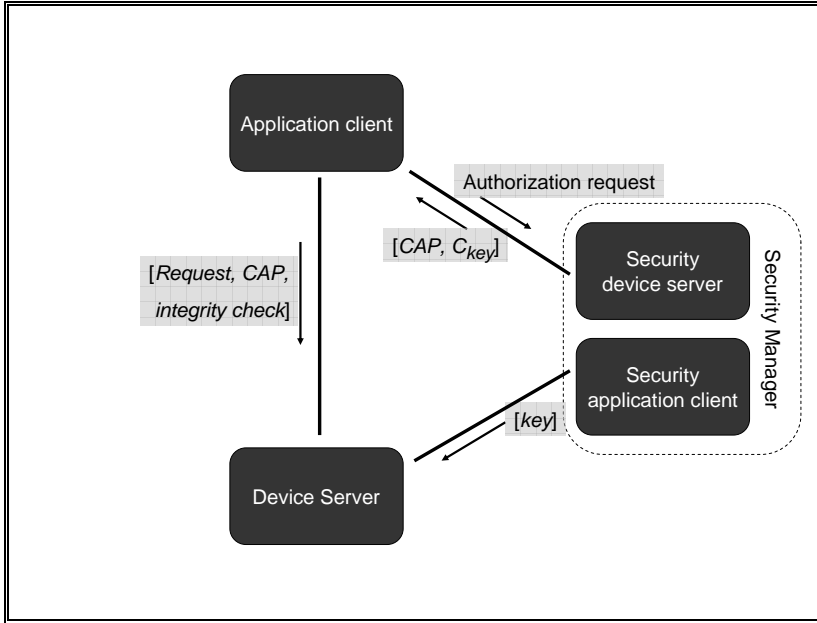 Application client
Authorization request
[CAP, Ckey]
Security
device server
Security Manager
[Request, CAP,
integrity check]
Security
application client
[key]
Device Server